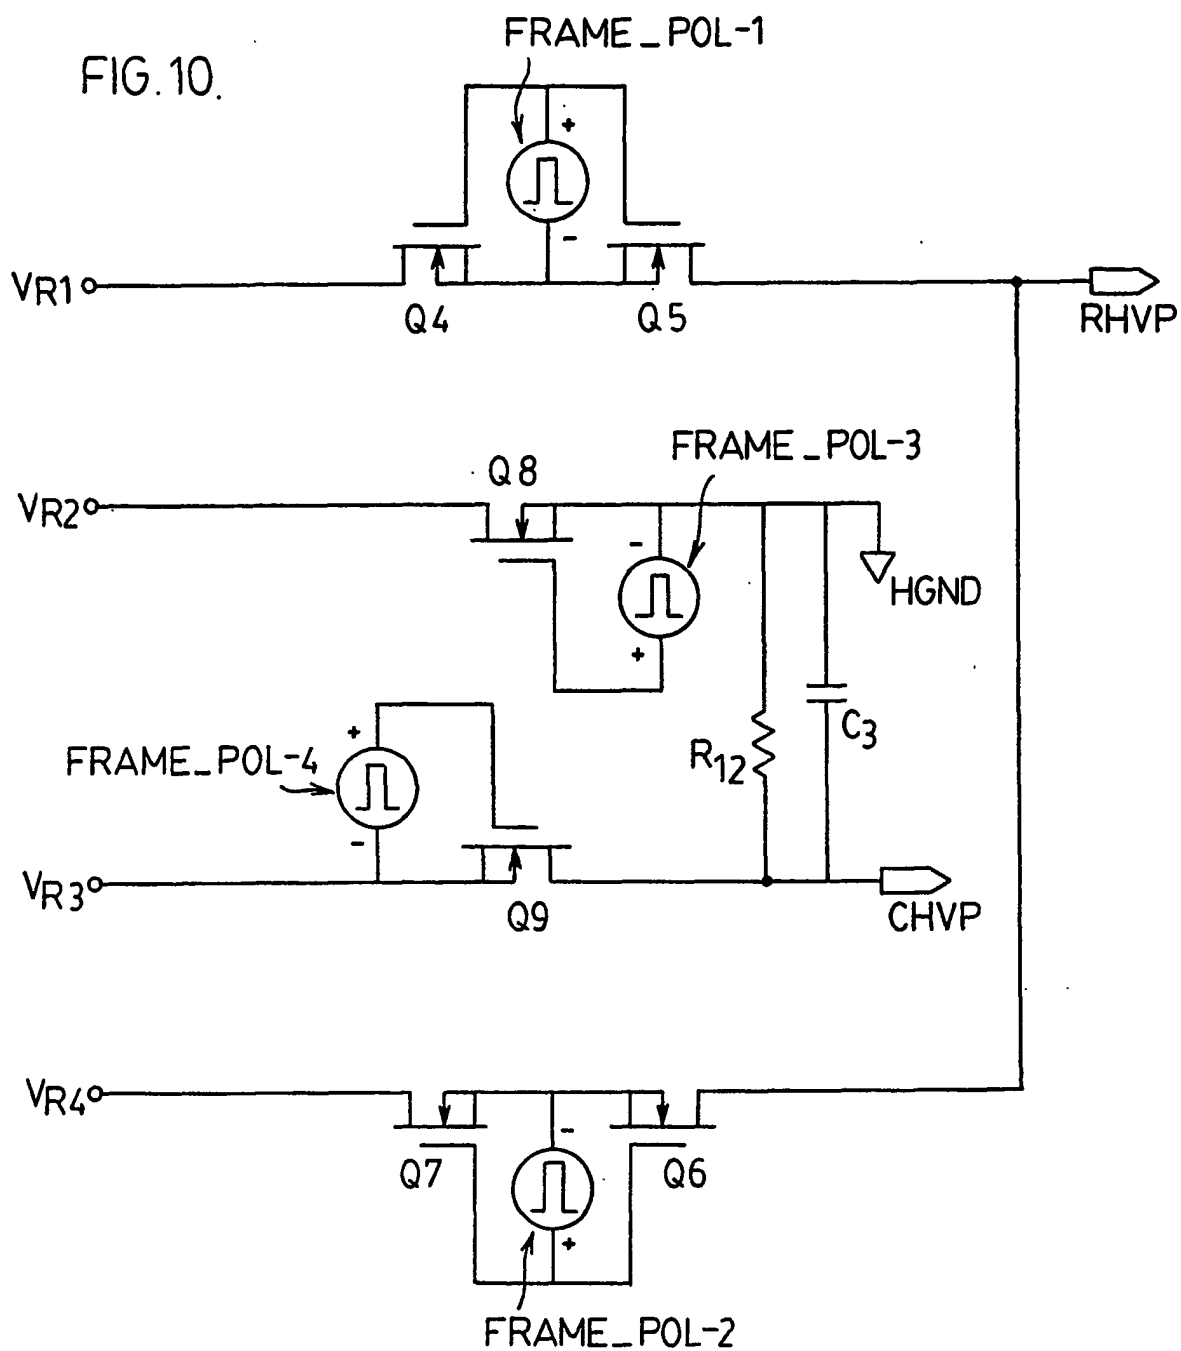 FRAME_POL-1
FIG.10.
+
-
VR1
Q4
Q5
RHVP
FRAME_POL-3
Q8
VR2
-
HGND
+
+
C3
R12
FRAME_POL-4
-
VR3
Q9
CHVP
VR4
-
Q7
Q6
+
FRAME_POL-2